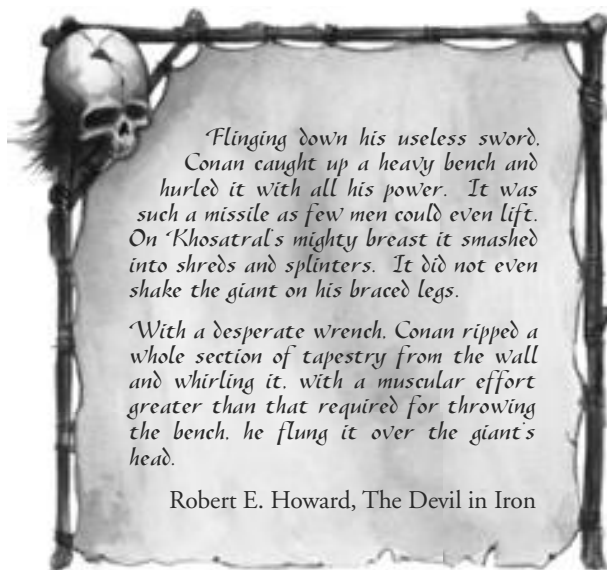 Flinging down his useless sword,
Conan caught up a heavy bench and
hurled it with all his power. It was
such a missile as few men could even lift.
On Khosatral's mighty breast it smashed
into shreds and splinters. It did not even
shake the giant on his braced legs.
With a desperate wrench, Conan ripped a
whole section of tapestry from the wall
and whirling it, with a muscular effort
greater than that required for throwing
the bench, he flung it over the giant's
head.
Robert E. Howard, The Devil in Iron